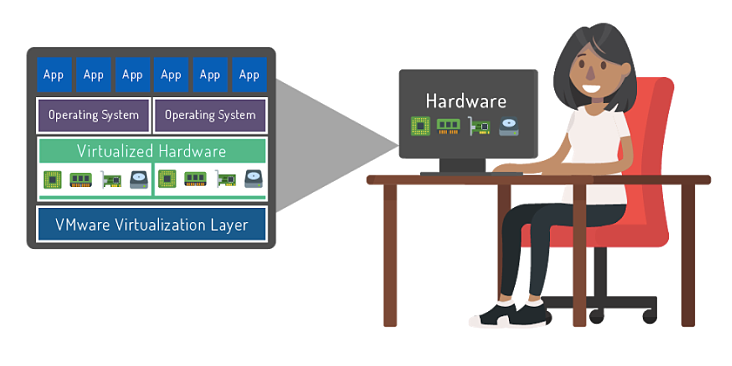 App App App App App App
Operating System Operating System
Virtualized Hardware
VMware Virtualization Layer
Hardware